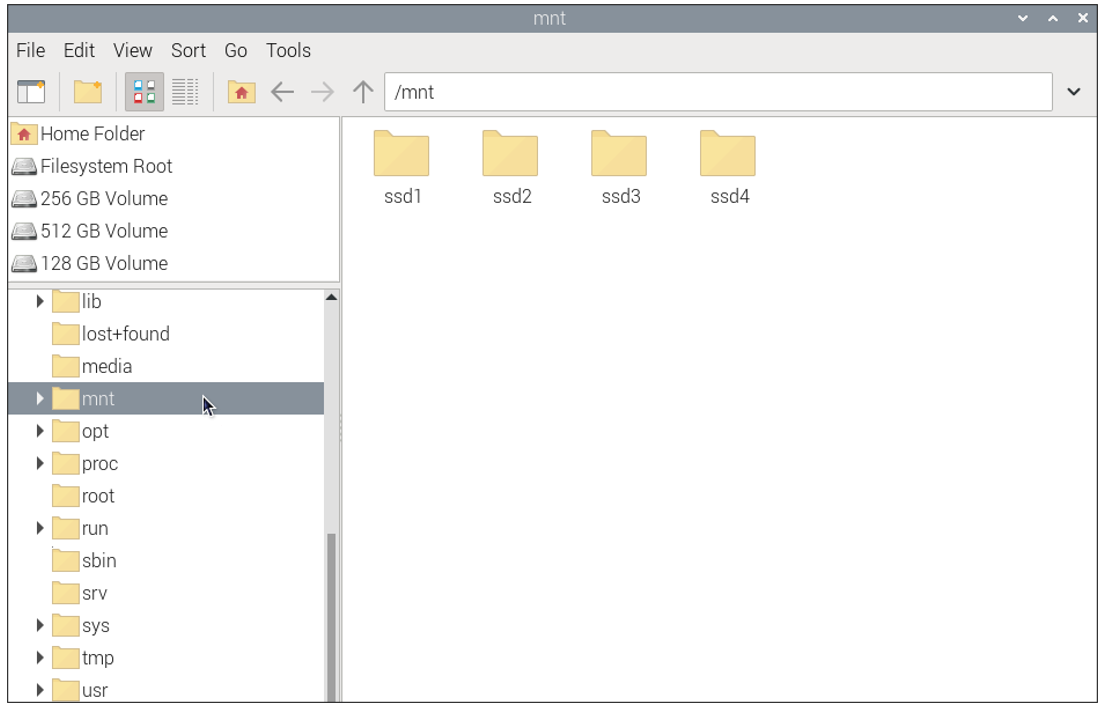 mnt
File Edit View Sort Go Tools
/mnt
Home Folder
Filesystem Root
256 GB Volume
512 GB Volume
128 GB Volume
lib
lost+found
media
mnt
opt
proc
root
run
sbin
srv
sys
tmp
usr
ssd1 ssd2 ssd3 ssd4